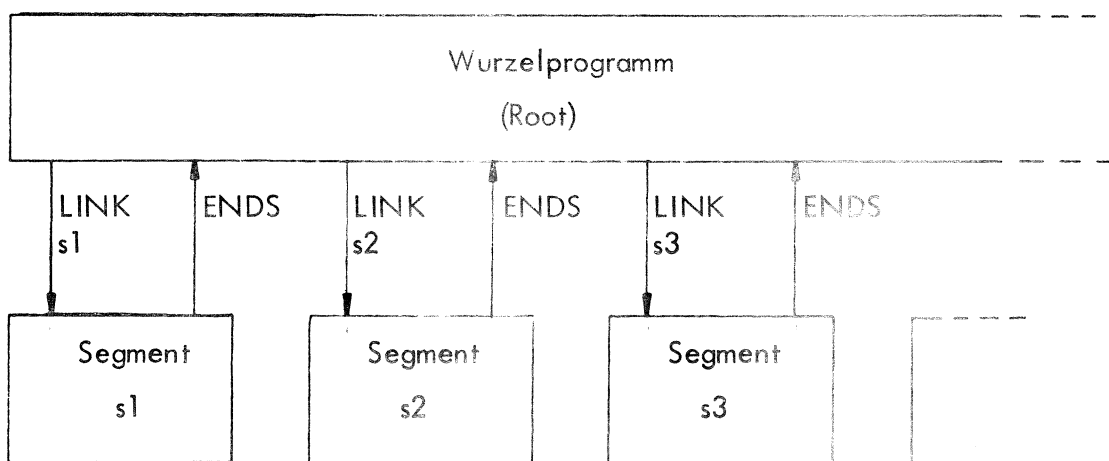 Wurzelprogramm
(Root)
LINK ENDS LINK ENDS LINK ENDS
s1 s2 s3
Segment Segment Segment
s1 s2 s3